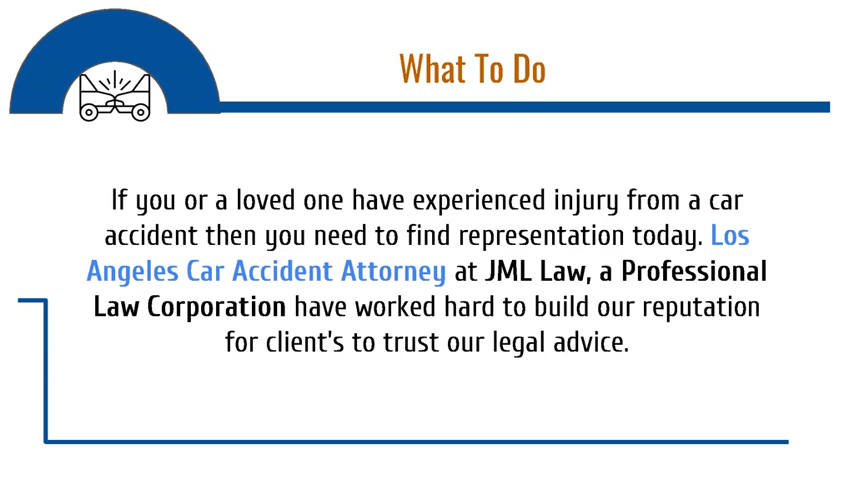 What To Do
If you or a loved one have experienced injury from a car
accident then you need to find representation today. Los
Angeles Car Accident Attorney at JML Law, a Professional
Law Corporation have worked hard to build our reputation
for client's to trust our legal advice.